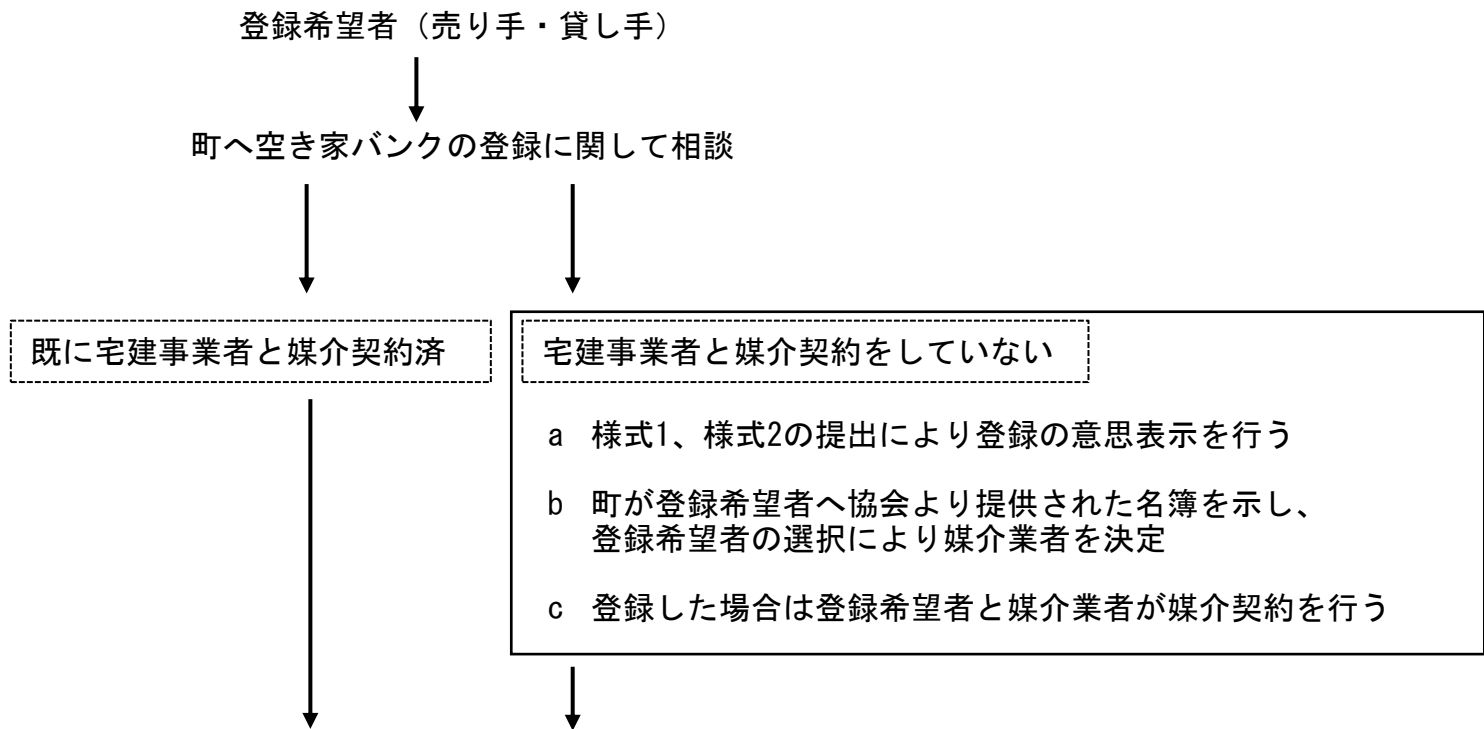 登録希望者（売り手・貸し手）
町へ空き家バンクの登録に関して相談
既に宅建事業者と媒介契約済
宅建事業者と媒介契約をしていない
a 様式1、様式2の提出により登録の意思表示を行う
b 町が登録希望者へ協会より提供された名簿を示し、
登録希望者の選択により媒介業者を決定
c 登録した場合は登録希望者と媒介業者が媒介契約を行う